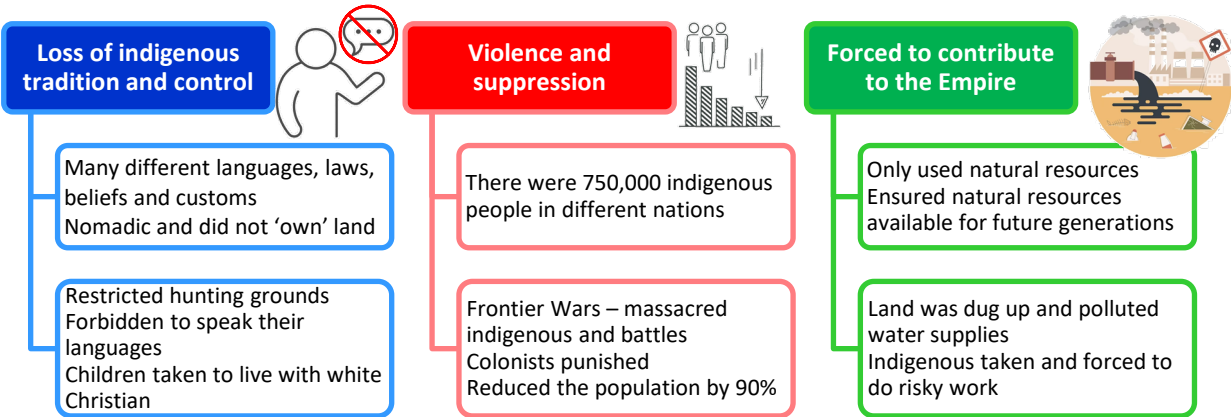 Loss of indigenous
tradition and control
Many different languages, laws,
beliefs and customs
Nomadic and did not ‘own’ land
Restricted hunting grounds
Forbidden to speak their
languages
Children taken to live with white
Christian
Violence and
suppression
There were 750,000 indigenous
people in different nations
Frontier Wars – massacred
indigenous and battles
Colonists punished
Reduced the population by 90%
Forced to contribute
to the Empire
Only used natural resources
Ensured natural resources
available for future generations
Land was dug up and polluted
water supplies
Indigenous taken and forced to
do risky work